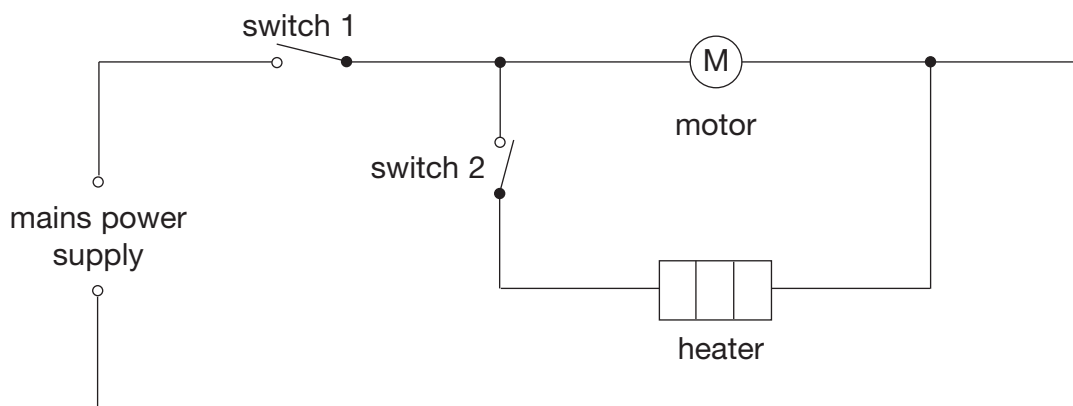 switch 1
M
motor
switch 2
mains power
supply
heater